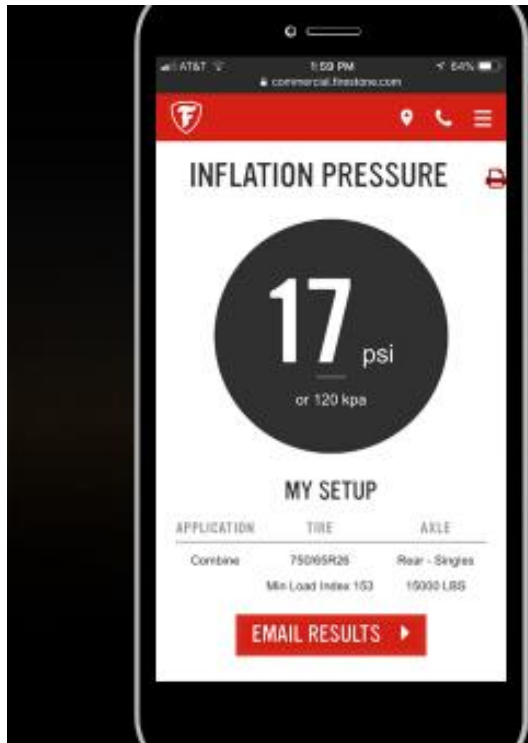 AT&T 1:59 PM 64%
commercial.firestone.com
F
INFLATION PRESSURE
17 psi
or 120 kpa
MY SETUP
APPLICATION TIRE AXLE
Combine 750/65R26 Rear - Singles
Min Load Index 153 15000 LBS
EMAIL RESULTS